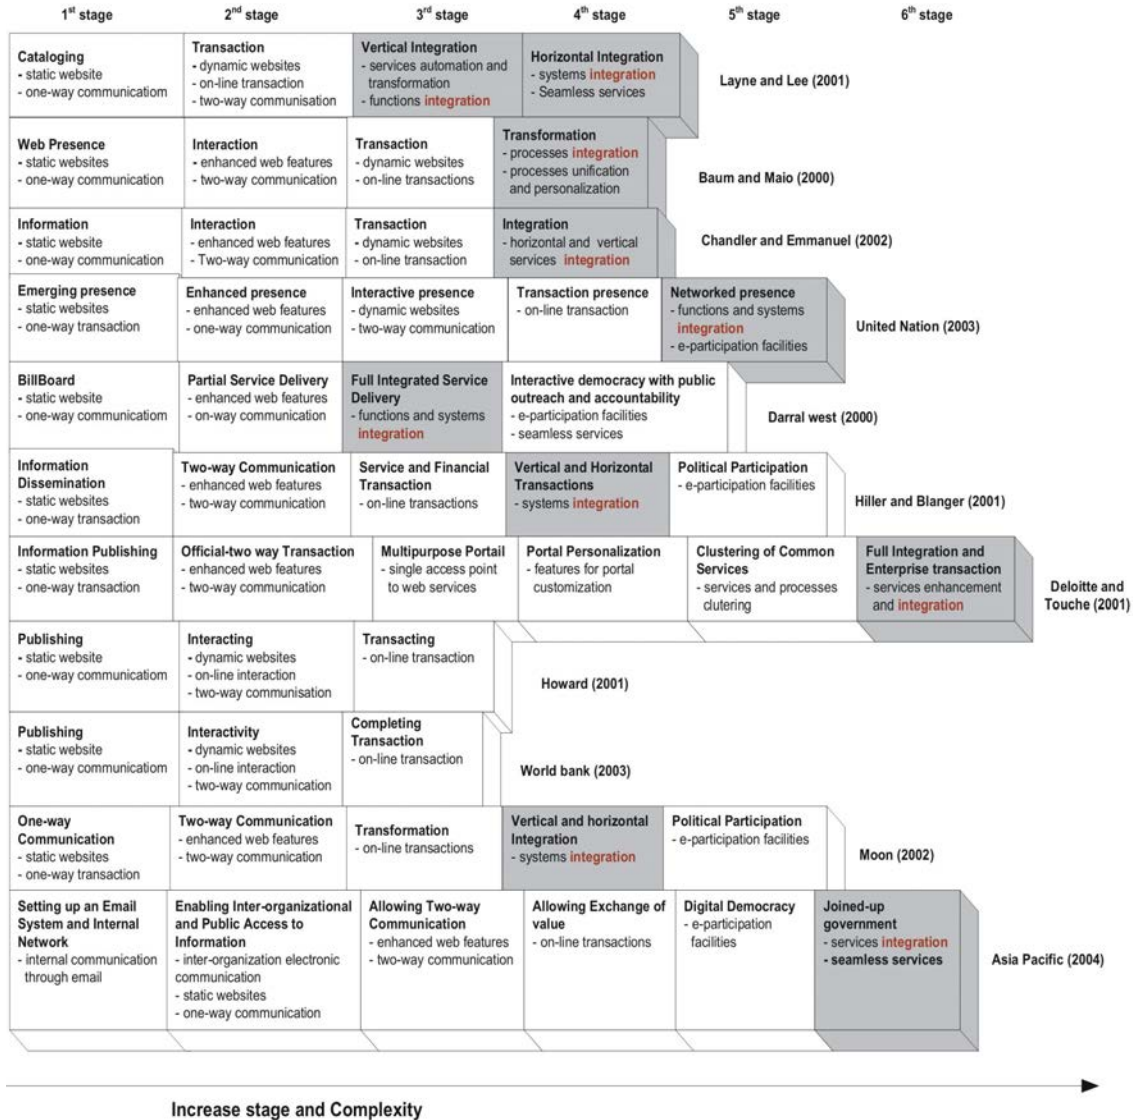 1st stage 2nd stage 3rd stage 4th stage 5th stage 6th stage
Cataloging
- static website
- one-way communicatiom
Transaction
- dynamic websites
- on-line transaction
- two-way communisation
Vertical Integration
- services automation and
transformation
- functions integration
Horizontal Integration
- systems integration
- Seamless services
Layne and Lee (2001)
Web Presence
- static websites
- one-way communication
Interaction
- enhanced web features
- two-way communication
Transaction
- dynamic websites
- on-line transactions
Transformation
- processes integration
- processes unification
and personalization
Baum and Maio (2000)
Information
- static website
- one-way communication
Interaction
- enhanced web features
- Two-way communication
Transaction
- dynamic websites
- on-line transaction
Integration
- horizontal and vertical
services integration
Chandler and Emmanuel (2002)
Emerging presence
- static websites
- one-way transaction
Enhanced presence
- enhanced web features
- one-way communication
Interactive presence
- dynamic websites
- two-way communication
Transaction presence
- on-line transaction
Networked presence
- functions and systems
integration
- e-participation facilities
United Nation (2003)
BillBoard
- static website
- one-way communicatiom
Partial Service Delivery
- enhanced web features
- on-way communication
Full Integrated Service
Delivery
- functions and systems
integration
Interactive democracy with public
outreach and accountability
- e-participation facilities
- seamless services
Darral west (2000)
Information
Dissemination
- static websites
- one-way transaction
Two-way Communication
- enhanced web features
- two-way communication
Service and Financial
Transaction
- on-line transactions
Vertical and Horizontal
Transactions
- systems integration
Political Participation
- e-participation facilities
Hiller and Blanger (2001)
Information Publishing
- static websites
- one-way transaction
Official-two way Transaction
- enhanced web features
- two-way communication
Multipurpose Portail
- single access point
to web services
Portal Personalization
- features for portal
customization
Clustering of Common
Services
- services and processes
clutering
Full Integration and
Enterprise transaction
- services enhancement
and integration
Deloitte and
Touche (2001)
Publishing
- static website
- one-way communicatiom
Interacting
- dynamic websites
- on-line interaction
- two-way communisation
Transacting
- on-line transaction
Howard (2001)
Publishing
- static website
- one-way communicatiom
Interactivity
- dynamic websites
- on-line interaction
- two-way communication
Completing
Transaction
- on-line transaction
World bank (2003)
One-way
Communication
- static websites
- one-way transaction
Two-way Communication
- enhanced web features
- two-way communication
Transformation
- on-line transactions
Vertical and horizontal
Integration
- systems integration
Political Participation
- e-participation facilities
Moon (2002)
Setting up an Email
System and Internal
Network
- internal communication
through email
Enabling Inter-organizational
and Public Access to
Information
- inter-organization electronic
communication
- static websites
- one-way communication
Allowing Two-way
Communication
- enhanced web features
- two-way communication
Allowing Exchange of
value
- on-line transactions
Digital Democracy
- e-participation
facilities
Joined-up
government
- services integration
- seamless services
Asia Pacific (2004)
Increase stage and Complexity